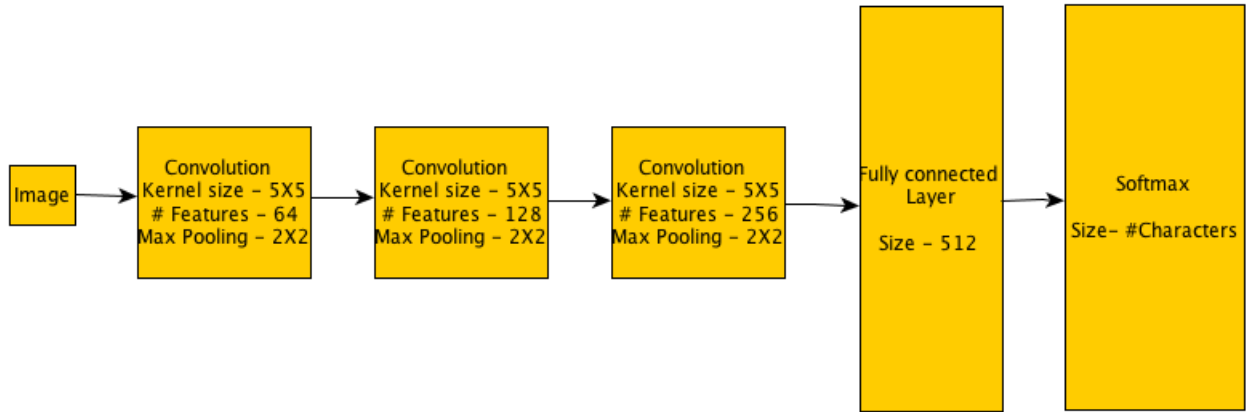 Image
Convolution
Kernel size – 5X5
# Features – 64
Max Pooling – 2X2
Convolution
Kernel size – 5X5
# Features – 128
Max Pooling – 2X2
Convolution
Kernel size – 5X5
# Features – 256
Max Pooling – 2X2
Fully connected
Layer
Size – 512
Softmax
Size– #Characters